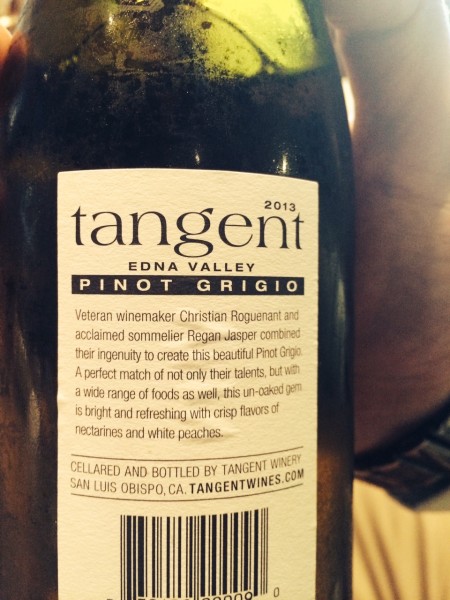 2013
tangent
EDNA VALLEY
PINOT GRIGIO
Veteran winemaker Christian Roguenant and
acclaimed sommelier Regan Jasper combined
their ingenuity to create this beautiful Pinot Grigio.
A perfect match of not only their talents, but with
a wide range of foods as well, this un-oaked gem
is bright and refreshing with crisp flavors of
nectarines and white peaches.
CELLARED AND BOTTLED BY TANGENT WINERY
SAN LUIS OBISPO, CA. TANGENTWINES.COM
0